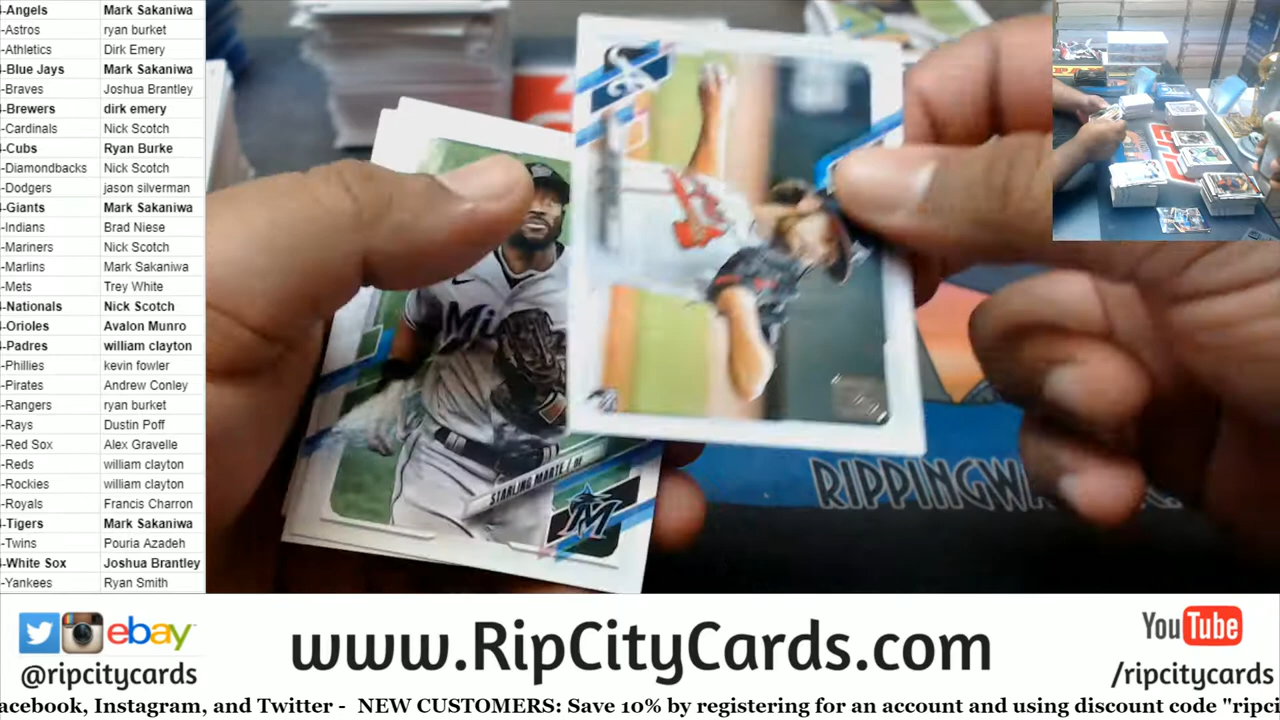 -Angels Mark Sakaniwa
-Astros ryan burket
-Athletics Dirk Emery
-Blue Jays Mark Sakaniwa
-Braves Joshua Brantley
-Brewers dirk emery
-Cardinals Nick Scotch
-Cubs Ryan Burke
-Diamondbacks Nick Scotch
-Dodgers jason silverman
-Giants Mark Sakaniwa
-Indians Brad Niese
-Mariners Nick Scotch
-Marlins Mark Sakaniwa
-Mets Trey White
-Nationals Nick Scotch
-Orioles Avalon Munro
-Padres william clayton
-Phillies kevin fowler
-Pirates Andrew Conley
-Rangers ryan burket
-Rays Dustin Poff
-Red Sox Alex Gravelle
-Reds william clayton
-Rockies william clayton
-Royals Francis Charron
-Tigers Mark Sakaniwa
-Twins Pouria Azadeh
-White Sox Joshua Brantley
-Yankees Ryan Smith
Mi
STARLING MARTE / OF
M
RIPPINGWA
ebay
@ripcitycards
www.RipCityCards.com
YouTube
/ripcitycards
acebook, Instagram, and Twitter - NEW CUSTOMERS: Save 10% by registering for an account and using discount code "ripc